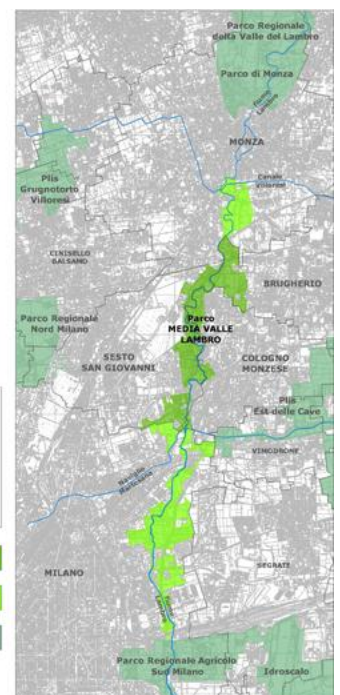 Parco Regionale
della Valle del Lambro
Parco di Monza
Fiume
Lambro
MONZA
Canale
Villoresi
Plis
Grugnotorto
Villoresi
CINISELLO
BALSAMO
BRUGHERIO
Parco Regionale
Nord Milano
Parco
MEDIA VALLE
LAMBRO
SESTO
SAN GIOVANNI
COLOGNO
MONZESE
Plis
Est delle Cave
VIMODRONE
Naviglio
Martesana
SEGRATE
MILANO
Fiume
Lambro
Parco Regionale Agricolo
Sud Milano
Idroscalo